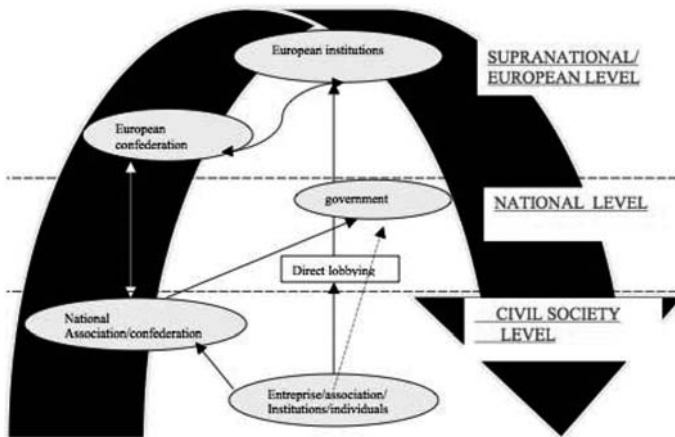 European institutions
SUPRANATIONAL/
EUROPEAN LEVEL
European
confederation
government
NATIONAL LEVEL
Direct lobbying
National
Association/confederation
CIVIL SOCIETY
LEVEL
Entreprise/association/
Institutions/individuals